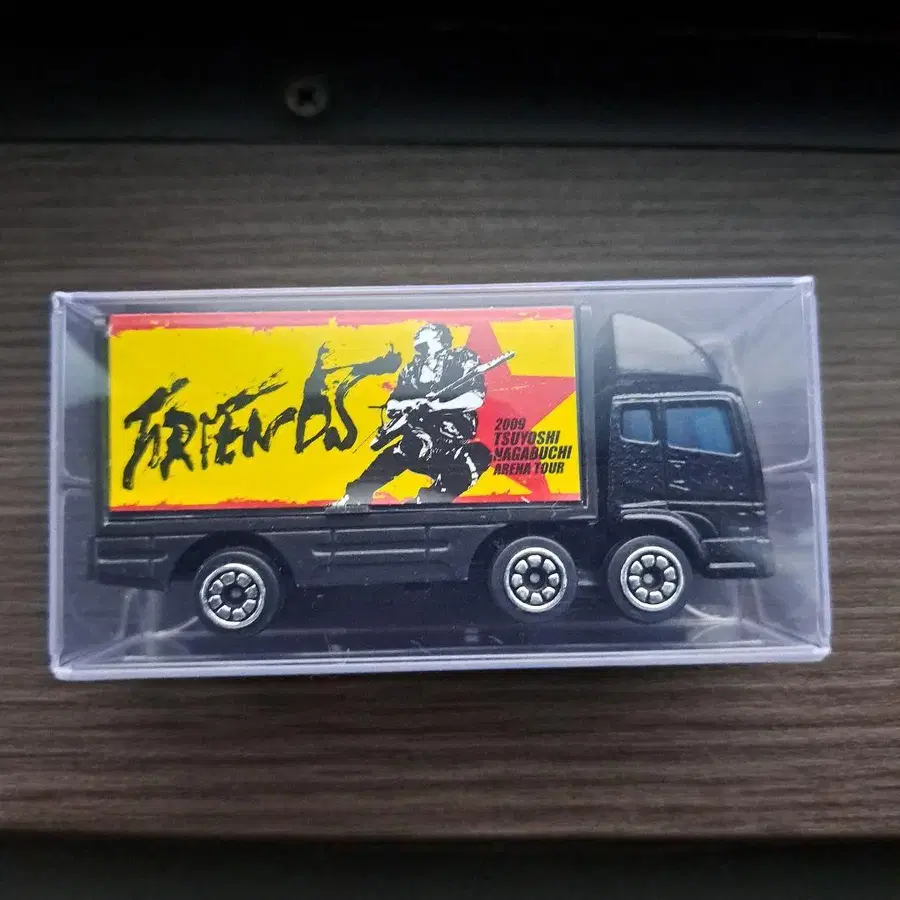 FRIENDS
2009
TSUYOSHI
NAGABUCHI
ARENA TOUR